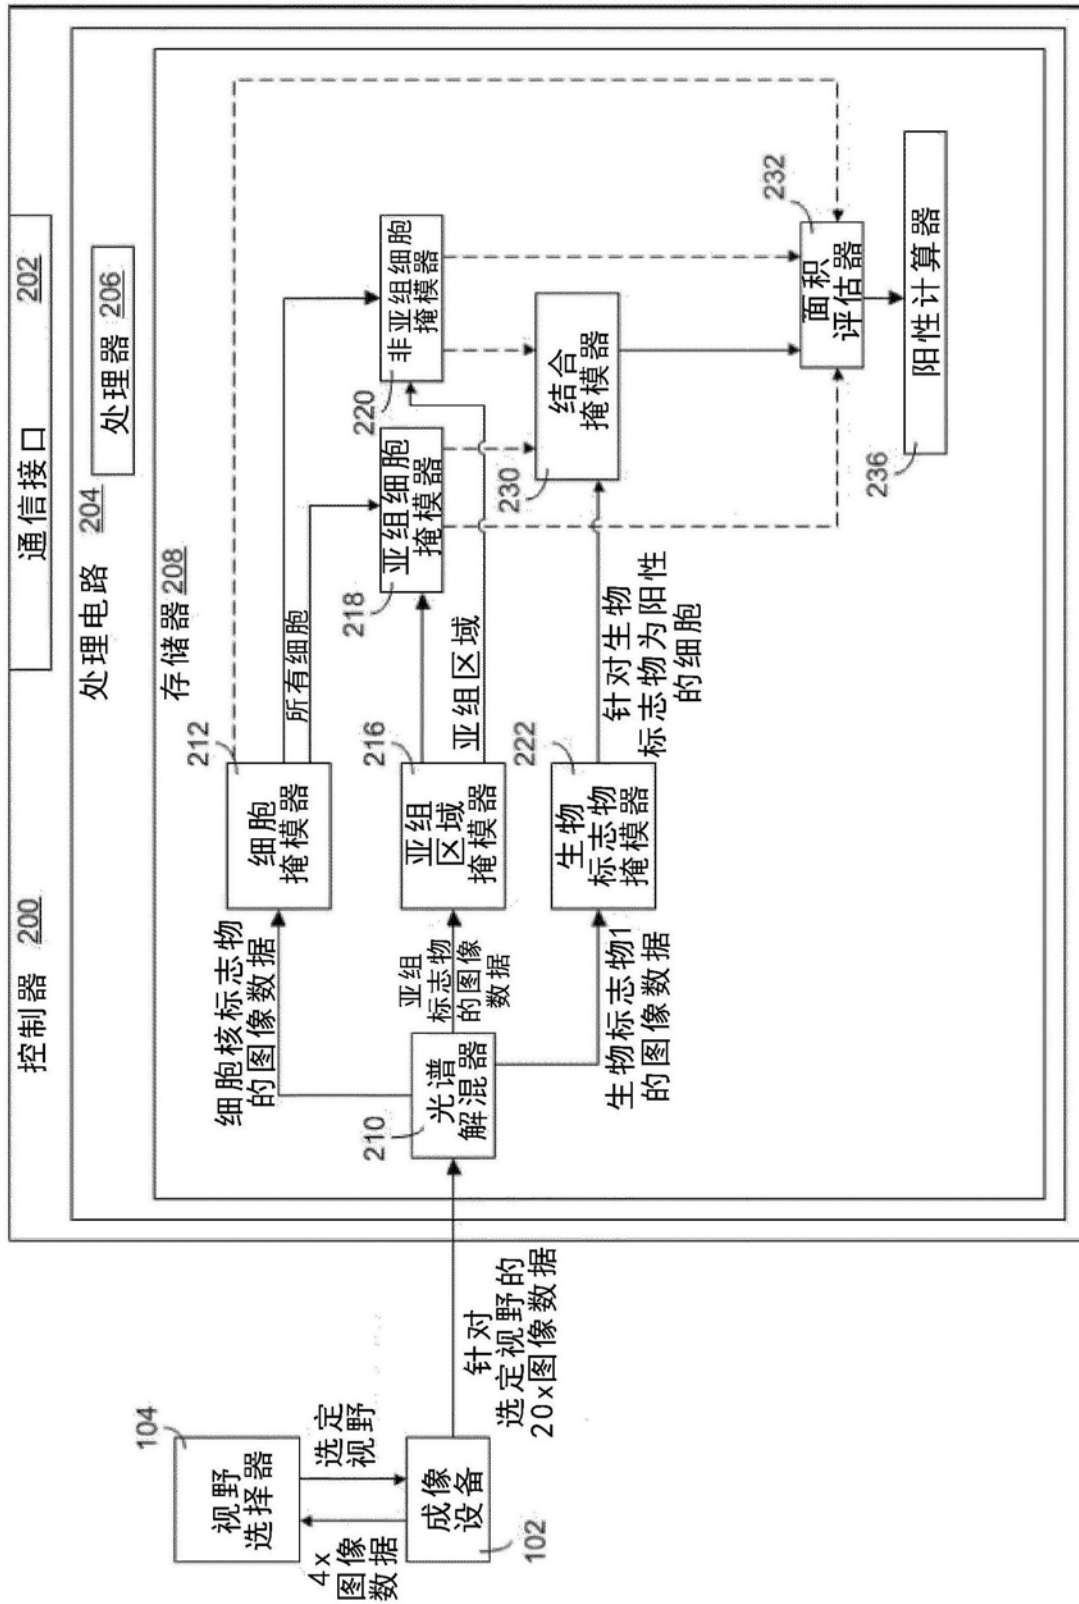 控制器 200
通信接口 202
处理电路 204
处理器 206
存储器 208
104
视野
选择器
4x
图像
数据
选定
视野
成像
设备
102
针对
选定视野的
20x图像数据
210
光谱
解混器
细胞核标志物
的图像数据
亚组
标志物
的图像
数据
生物标志物1
的图像数据
212
细胞
掩模器
216
亚组
区域
掩模器
222
生物
标志物
掩模器
所有细胞
亚组区域
针对生物
标志物为阳性
的细胞
218
亚组细胞
掩模器
220
非亚组细胞
掩模器
230
结合
掩模器
232
面积
评估器
236
阳性计算器